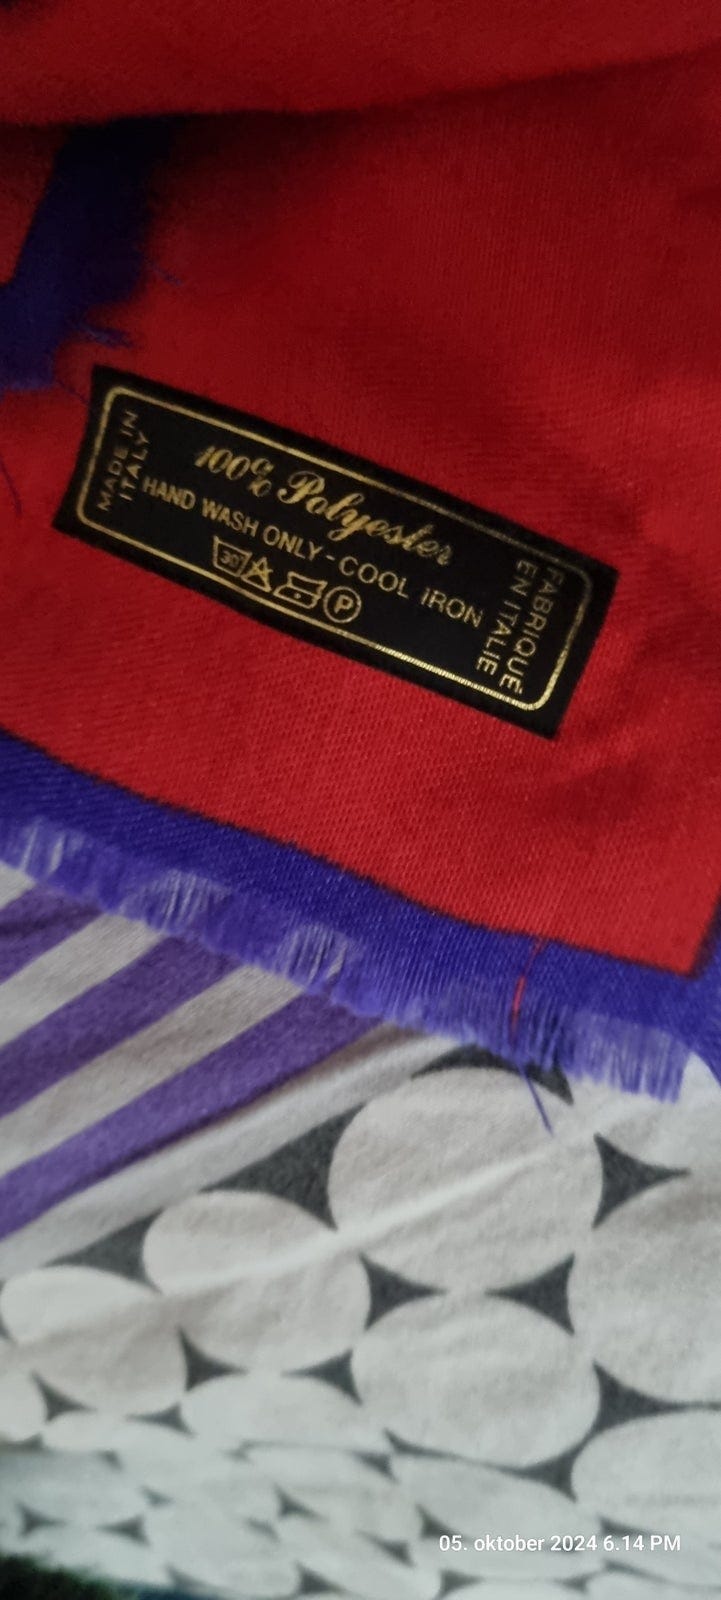 MADE IN
ITALY
100% Polyester
HAND WASH ONLY - COOL IRON
30 A P
FABRIQUE
EN ITALIE
05. oktober 2024 6.14 PM